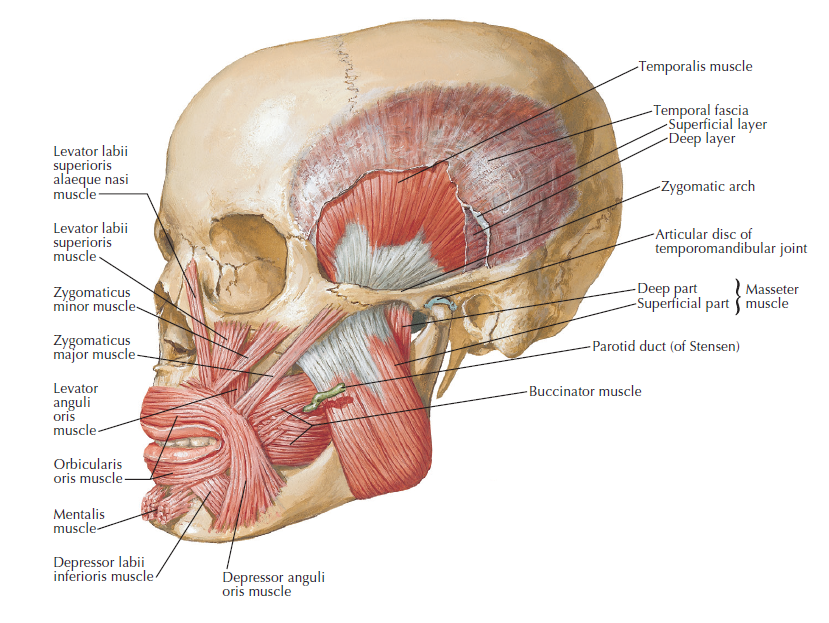 Levator labii
superioris
alaeque nasi
muscle
Levator labii
superioris
muscle
Zygomaticus
minor muscle
Zygomaticus
major muscle
Levator
anguli
oris
muscle
Orbicularis
oris muscle
Mentalis
muscle
Depressor labii
inferioris muscle
Depressor anguli
oris muscle
Temporalis muscle
Temporal fascia
Superficial layer
Deep layer
Zygomatic arch
Articular disc of
temporomandibular joint
Deep part
Superficial part
Masseter
muscle
Parotid duct (of Stensen)
Buccinator muscle